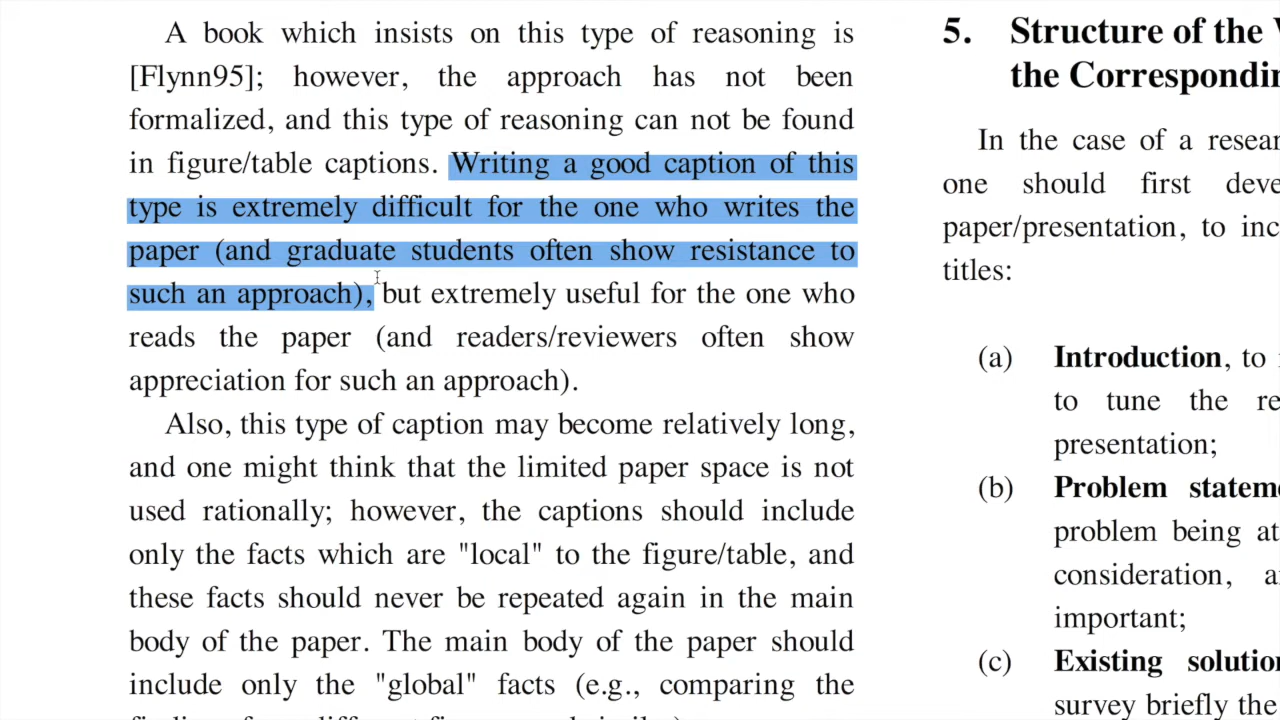 A book which insists on this type of reasoning is
[Flynn95]; however, the approach has not been
formalized, and this type of reasoning can not be found
in figure/table captions. Writing a good caption of this
type is extremely difficult for the one who writes the
paper (and graduate students often show resistance to
such an approach), but extremely useful for the one who
reads the paper (and readers/reviewers often show
appreciation for such an approach).
Also, this type of caption may become relatively long,
and one might think that the limited paper space is not
used rationally; however, the captions should include
only the facts which are "local" to the figure/table, and
these facts should never be repeated again in the main
body of the paper. The main body of the paper should
include only the "global" facts (e.g., comparing the
5. Structure of the
the Correspondin
In the case of a resear
one should first deve
paper/presentation, to inc
titles:
(a) Introduction, to
to tune the re
presentation;
(b) Problem statem
problem being at
consideration, a
important;
(c) Existing solution
survey briefly the